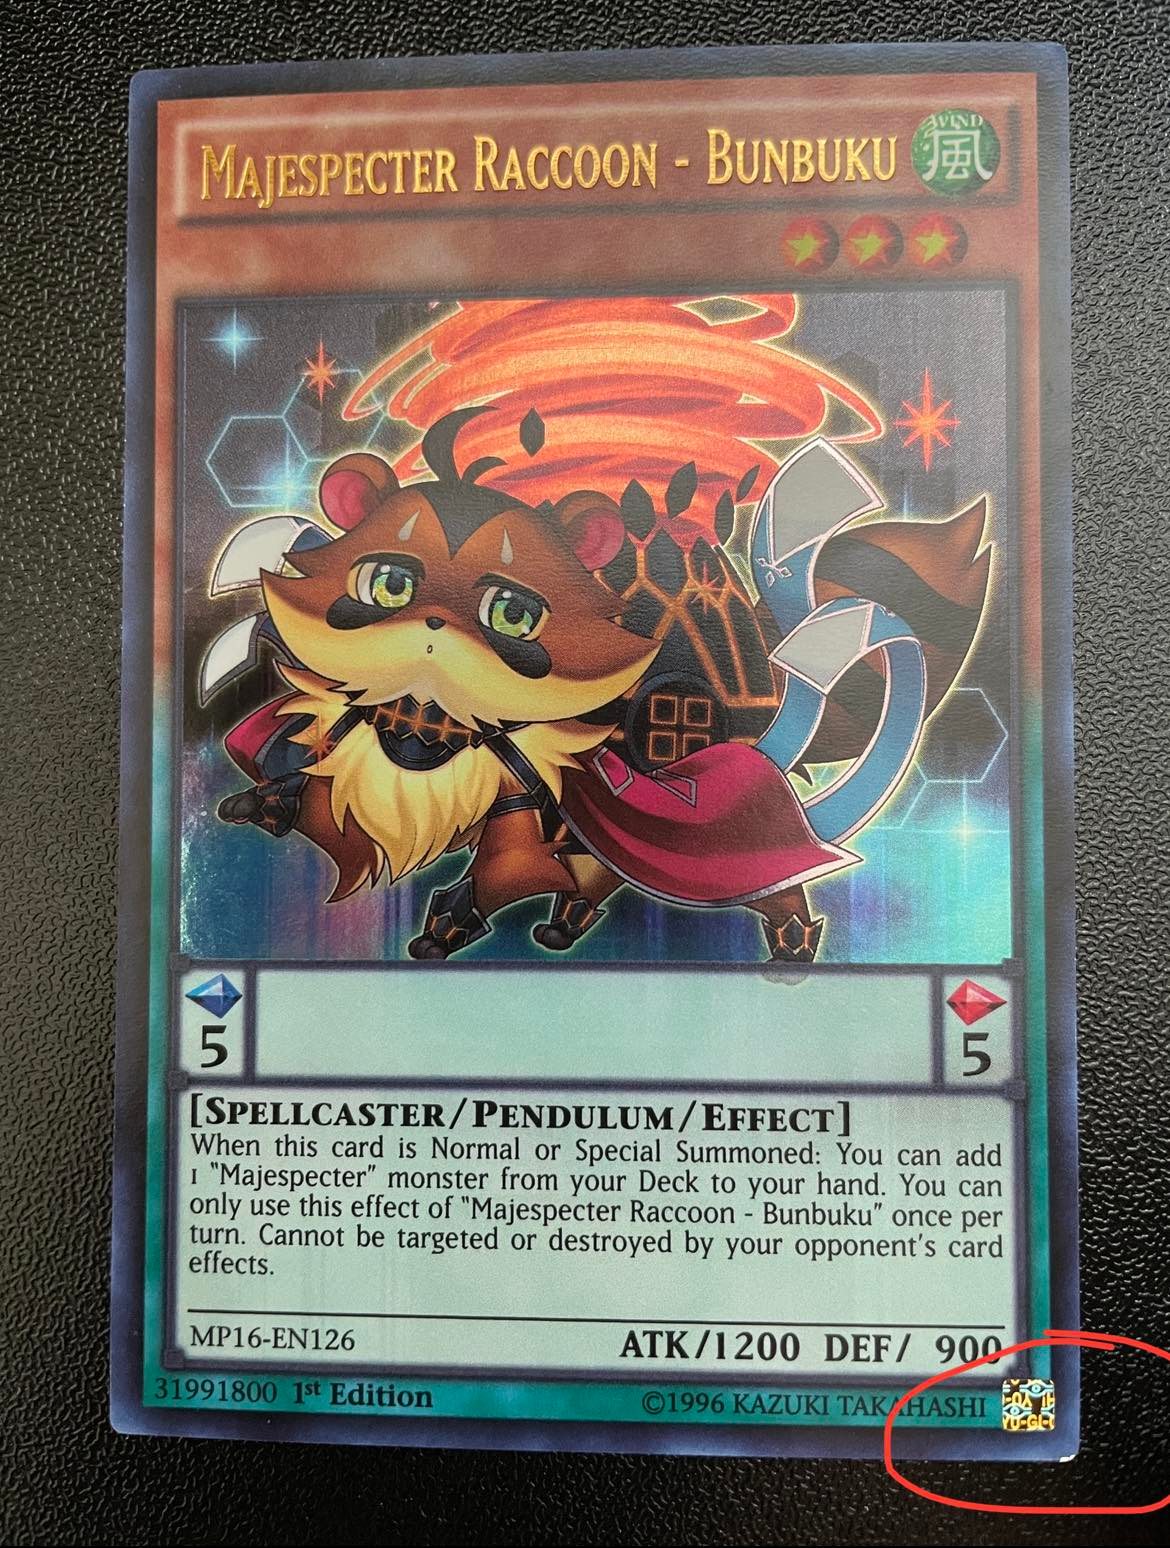 MAJESPECTER RACCOON - BUNBUKU
WIND
風
5
5
[SPELLCASTER/PENDULUM/EFFECT]
When this card is Normal or Special Summoned: You can add
1 "Majespecter" monster from your Deck to your hand. You can
only use this effect of "Majespecter Raccoon - Bunbuku" once per
turn. Cannot be targeted or destroyed by your opponent's card
effects.
MP16-EN126
ATK/1200 DEF/ 900
31991800 1st Edition
©1996 KAZUKI TAKAHASHI
YU-GI-